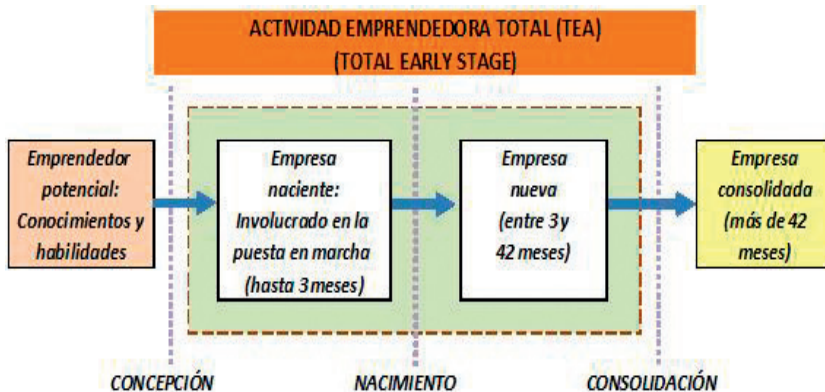 ACTIVIDAD EMPRENDEDORA TOTAL (TEA)
(TOTAL EARLY STAGE)
Emprendedor
potencial:
Conocimientos y
habilidades
Empresa
naciente:
Involucrado en la
puesta en marcha
(hasta 3 meses)
Empresa
nueva
(entre 3 y
42 meses)
Empresa
consolidada
(más de 42
meses)
CONCEPCIÓN
NACIMIENTO
CONSOLIDACIÓN